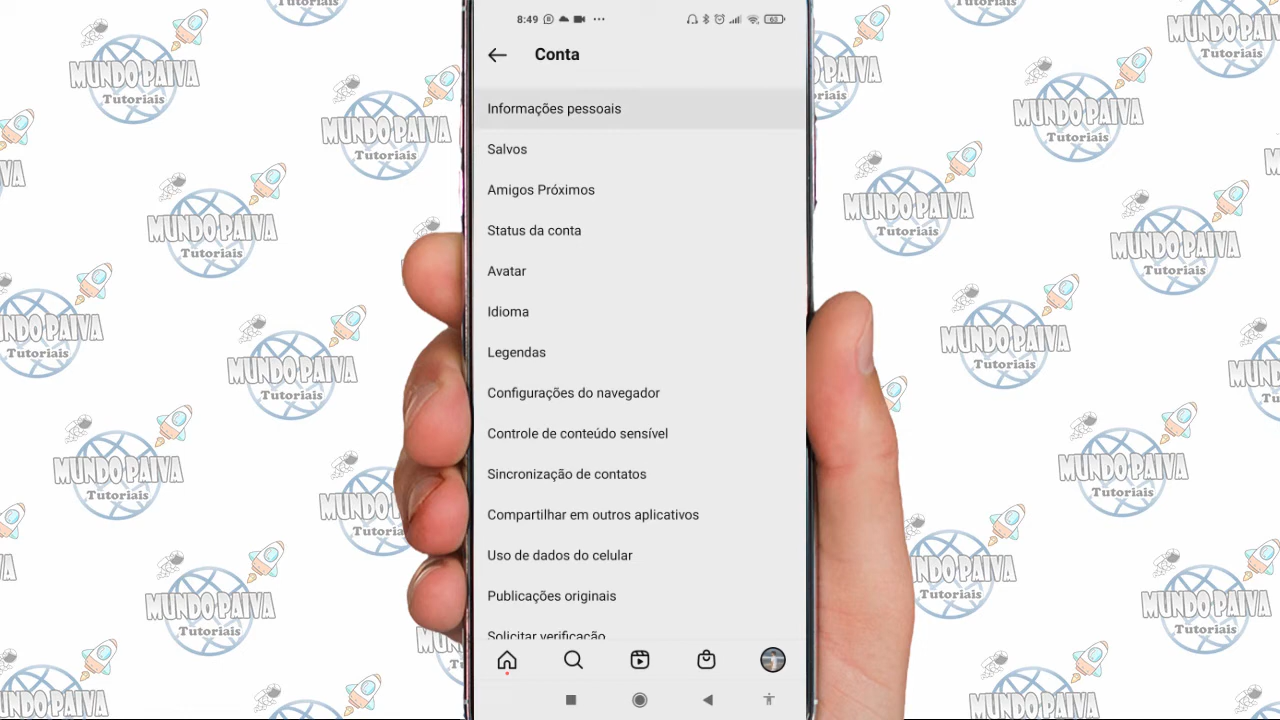 8:49
63
Conta
Informações pessoais
Salvos
Amigos Próximos
Status da conta
Avatar
Idioma
Legendas
Configurações do navegador
Controle de conteúdo sensível
Sincronização de contatos
Compartilhar em outros aplicativos
Uso de dados do celular
Publicações originais
Solicitar verificação
MUNDO PAIVA
Tutoriais